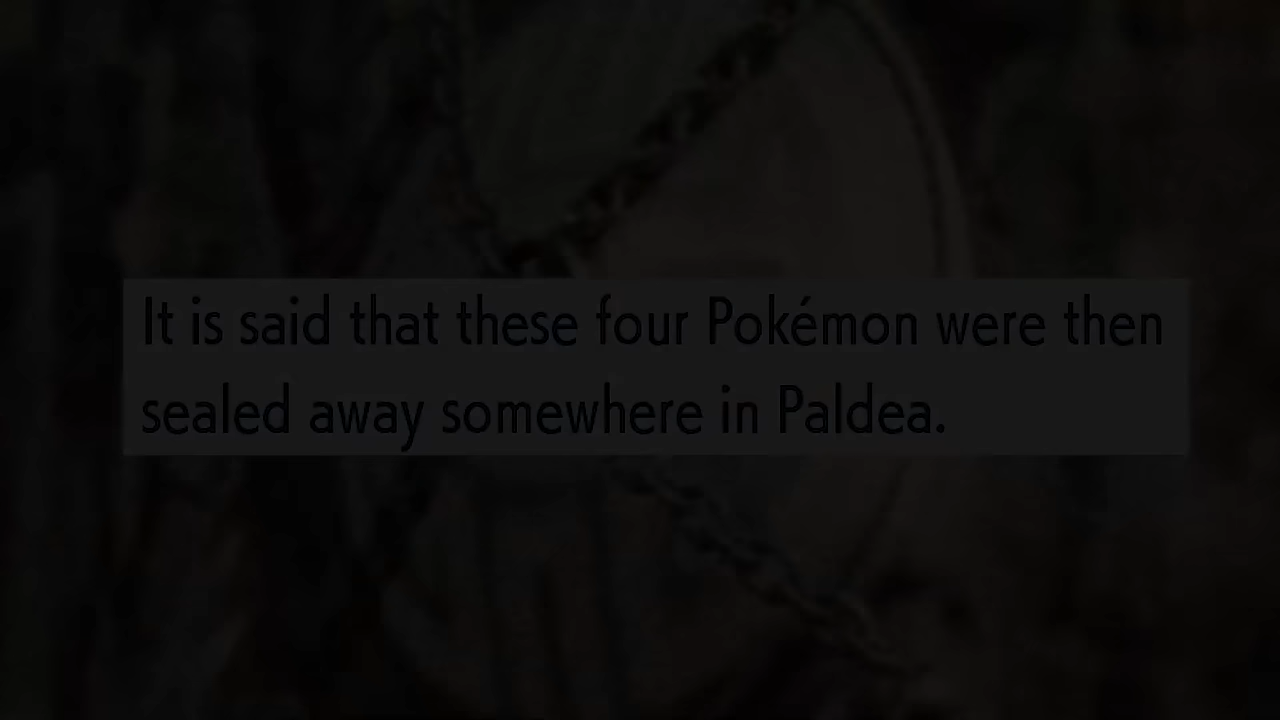 It is said that these four Pokémon were then
sealed away somewhere in Paldea.